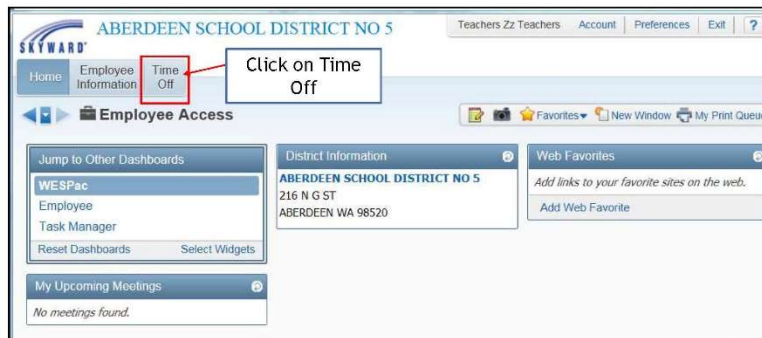 ABERDEEN SCHOOL DISTRICT NO 5
Teachers Zz Teachers Account Preferences Exit ?
SKYWARD®
Home
Employee Information
Time Off
Click on Time
Off
Employee Access
Favorites New Window My Print Queue
Jump to Other Dashboards
WESPac
Employee
Task Manager
Reset Dashboards Select Widgets
District Information
ABERDEEN SCHOOL DISTRICT NO 5
216 N G ST
ABERDEEN WA 98520
Web Favorites
Add links to your favorite sites on the web.
Add Web Favorite
My Upcoming Meetings
No meetings found.